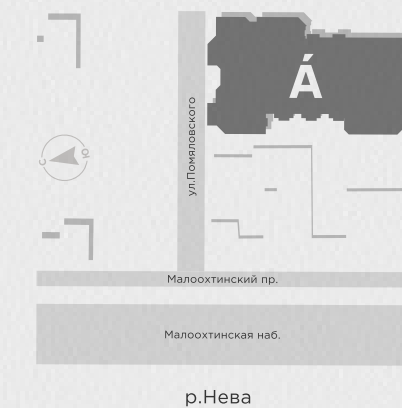 Á
ул.Помяловского
С
Ю
Малоохтинский пр.
Малоохтинская наб.
р.Нева